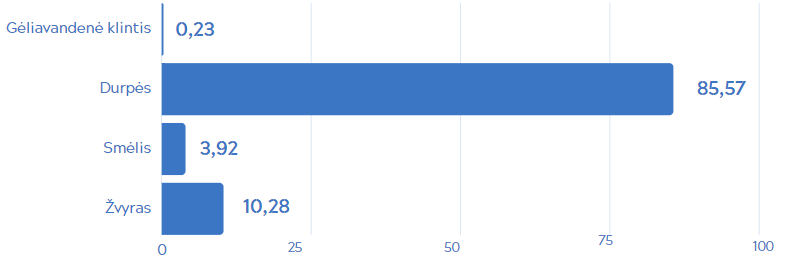 Gėliavandenė klintis 0,23
Durpės 85,57
Smėlis 3,92
Žvyras 10,28
0 25 50 75 100